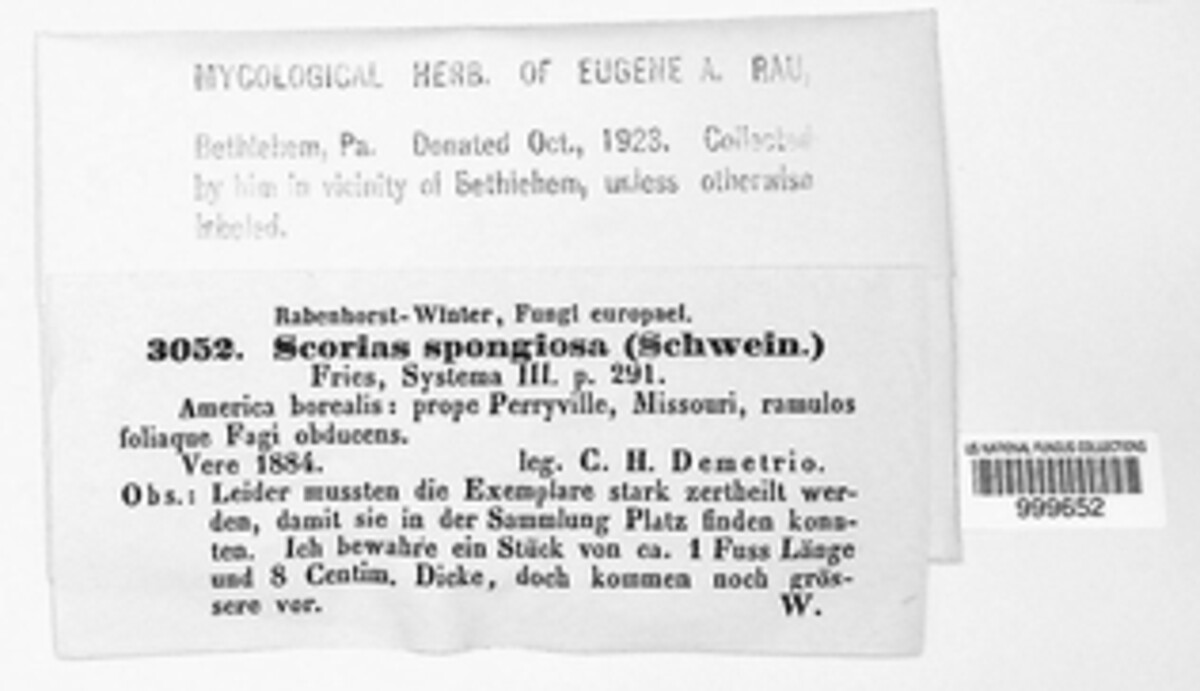 MYCOLOGICAL HERB. OF EUGENE A. RAU,
Bethlehem, Pa. Donated Oct., 1923. Collected
by him in vicinity of Bethlehem, unless otherwise
labeled.
Rabenhorst-Winter, Fungi europaei.
3052. Scorias spongiosa (Schwein.)
Fries, Systema III. p. 291.
America borealis: prope Perryville, Missouri, ramulos
foliaque Fagi obducens.
Vere 1884. leg. C. H. Demetrio.
Obs.: Leider mussten die Exemplare stark zertheilt wer-
den, damit sie in der Sammlung Platz finden konn-
ten. Ich bewahre ein Stück von ca. 1 Fuss Länge
und 8 Centim. Dicke, doch kommen noch grös-
sere vor. W.
US NATIONAL FUNGUS COLLECTIONS
999652